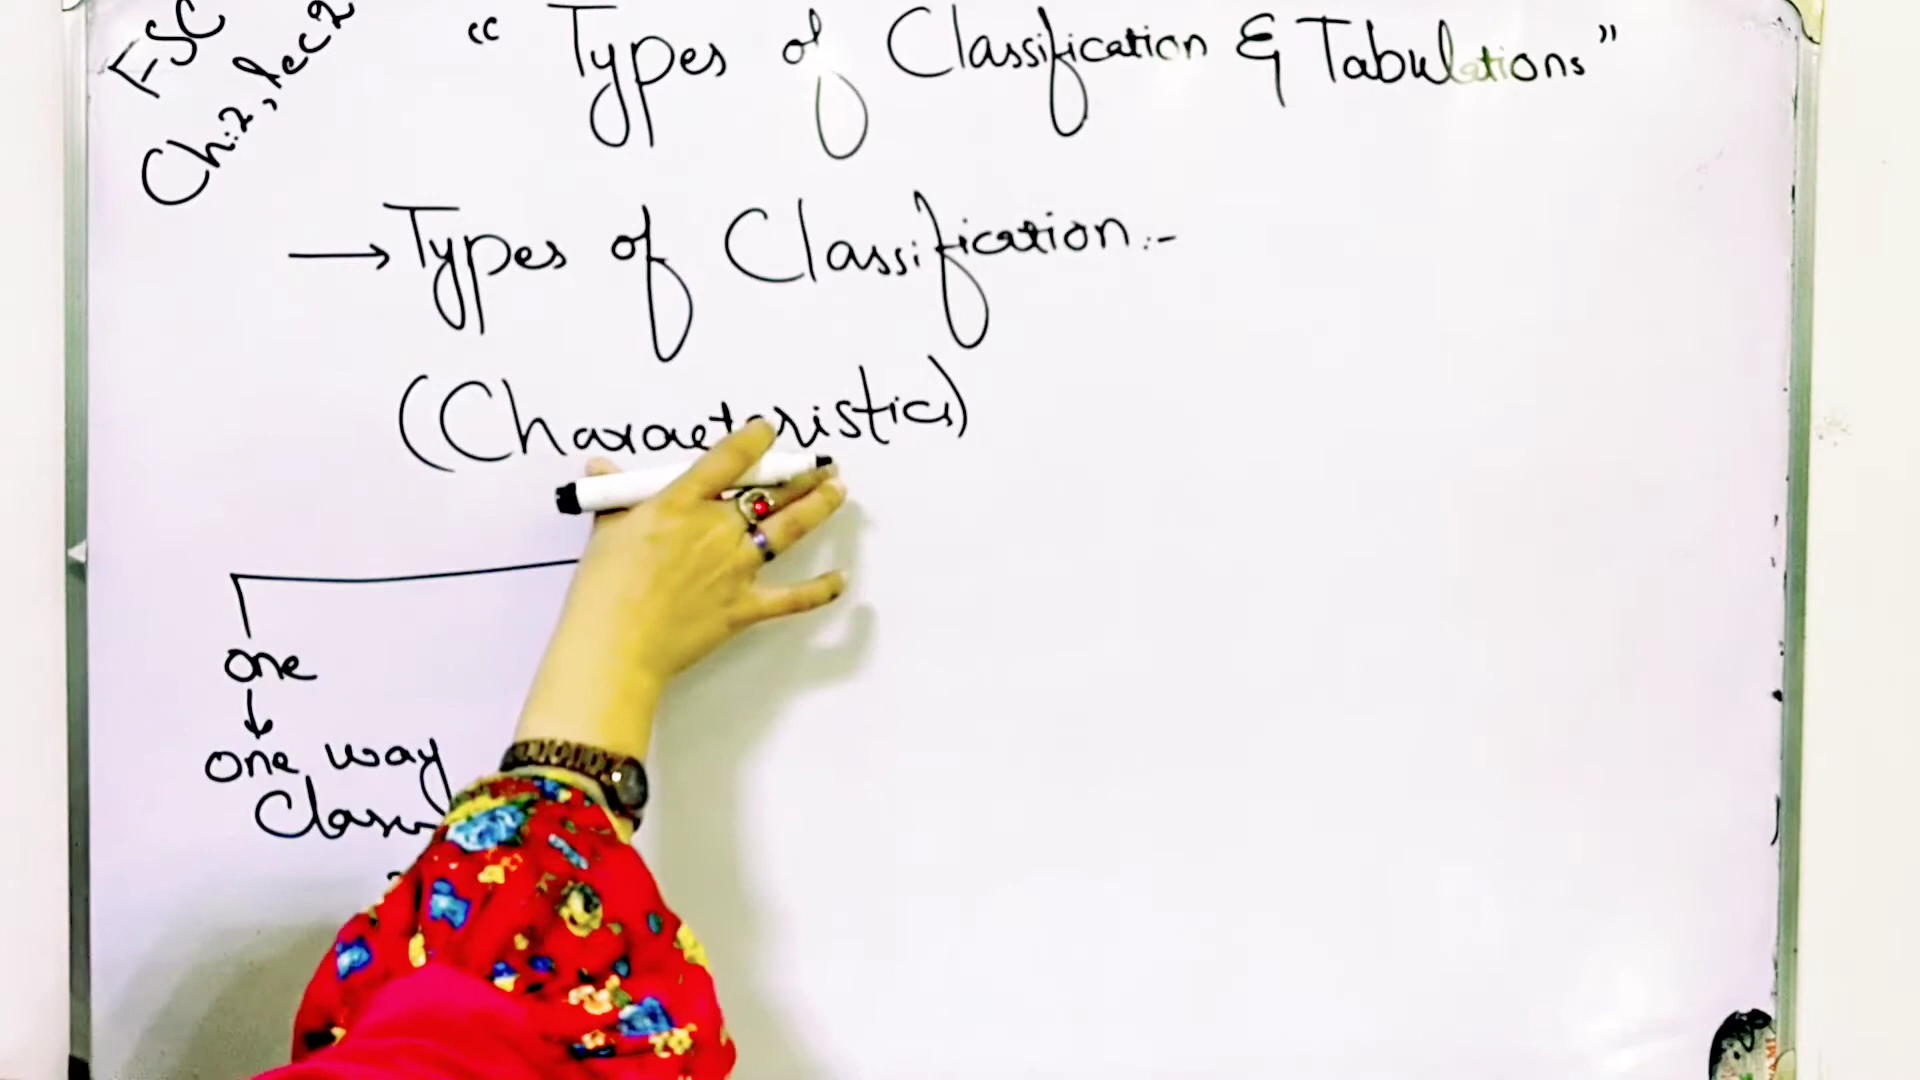 FSC
Ch:2, lec 2
“Types of Classification & Tabulations”
→ Types of Classification:-
(Characteristics)
one
↓
one way